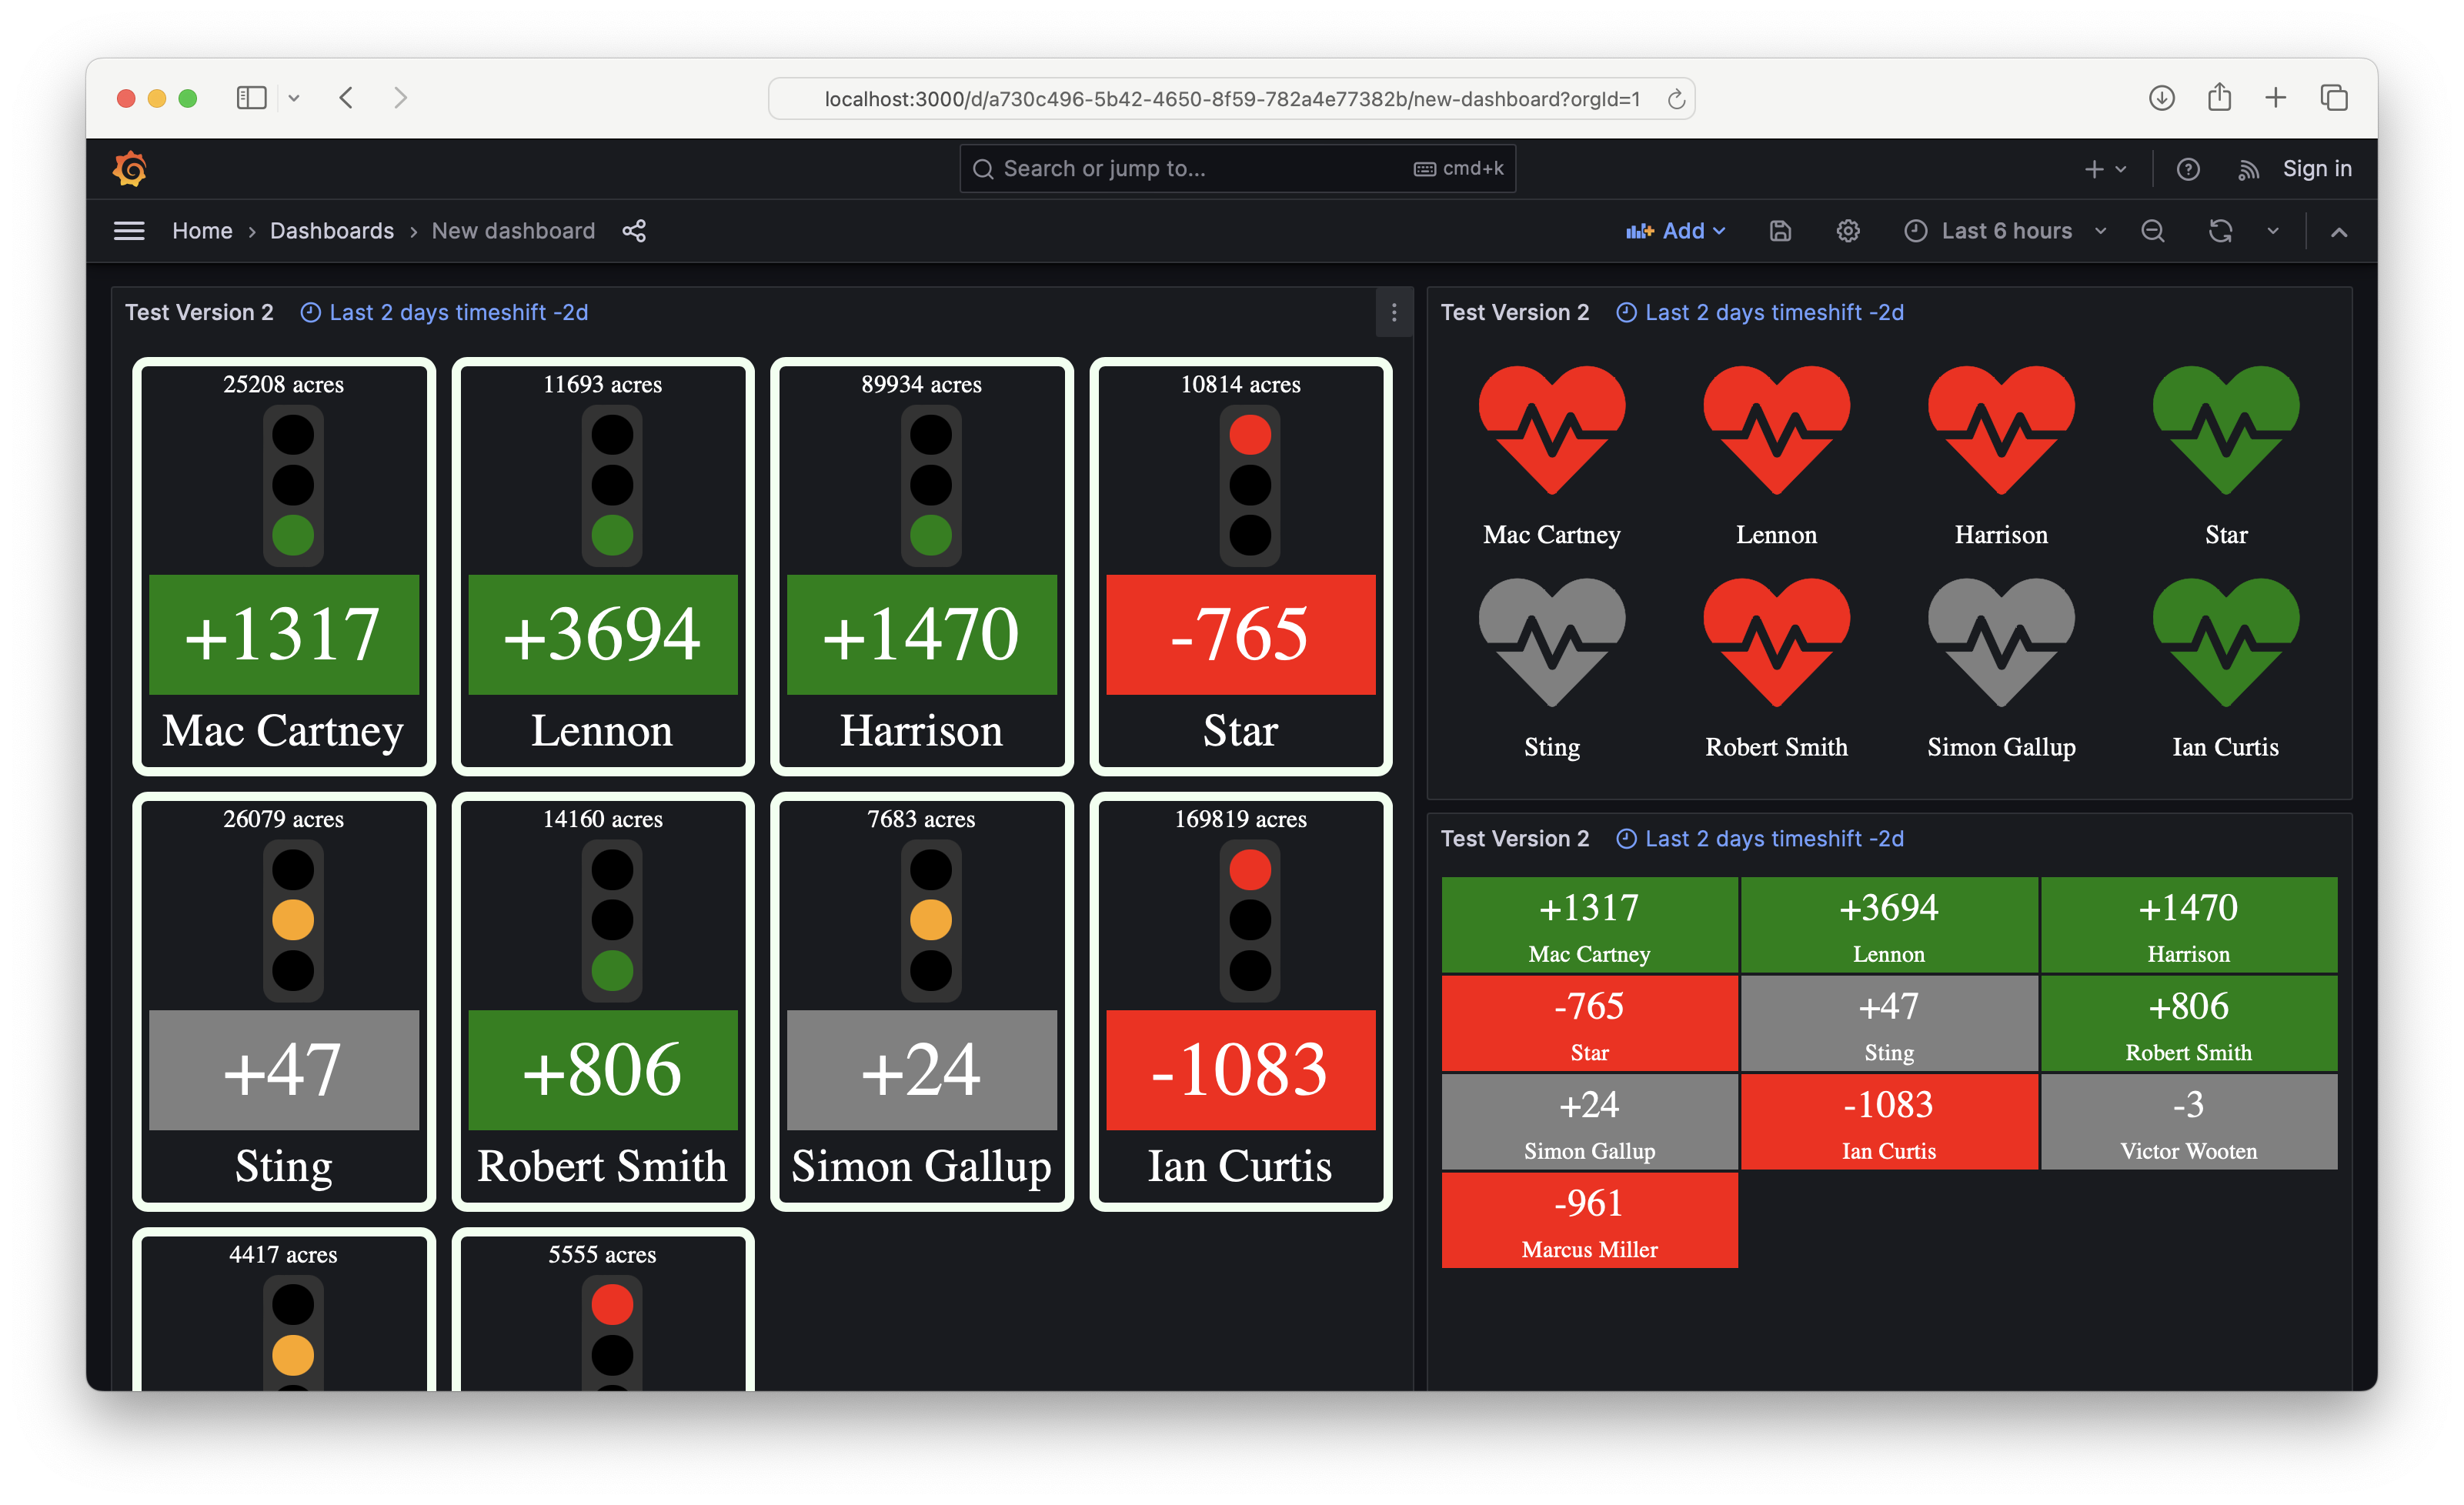 localhost:3000/d/a730c496-5b42-4650-8f59-782a4e77382b/new-dashboard?orgId=1
Search or jump to... cmd+k
Sign in
Home › Dashboards › New dashboard
Add
Last 6 hours
Test Version 2 Last 2 days timeshift -2d
25208 acres
+1317
Mac Cartney
11693 acres
+3694
Lennon
89934 acres
+1470
Harrison
10814 acres
-765
Star
26079 acres
+47
Sting
14160 acres
+806
Robert Smith
7683 acres
+24
Simon Gallup
169819 acres
-1083
Ian Curtis
4417 acres
5555 acres
Test Version 2 Last 2 days timeshift -2d
Mac Cartney
Lennon
Harrison
Star
Sting
Robert Smith
Simon Gallup
Ian Curtis
Test Version 2 Last 2 days timeshift -2d
+1317
Mac Cartney
+3694
Lennon
+1470
Harrison
-765
Star
+47
Sting
+806
Robert Smith
+24
Simon Gallup
-1083
Ian Curtis
-3
Victor Wooten
-961
Marcus Miller